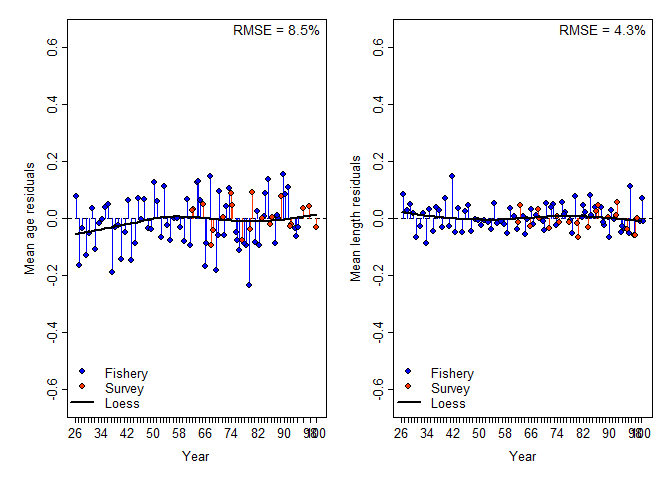 RMSE = 8.5%
Mean age residuals
0.6
0.4
0.2
0.0
-0.2
-0.4
-0.6
Fishery
Survey
Loess
26 34 42 50 58 66 74 82 90 98 100
Year
RMSE = 4.3%
Mean length residuals
0.6
0.4
0.2
0.0
-0.2
-0.4
-0.6
Fishery
Survey
Loess
26 34 42 50 58 66 74 82 90 98 100
Year